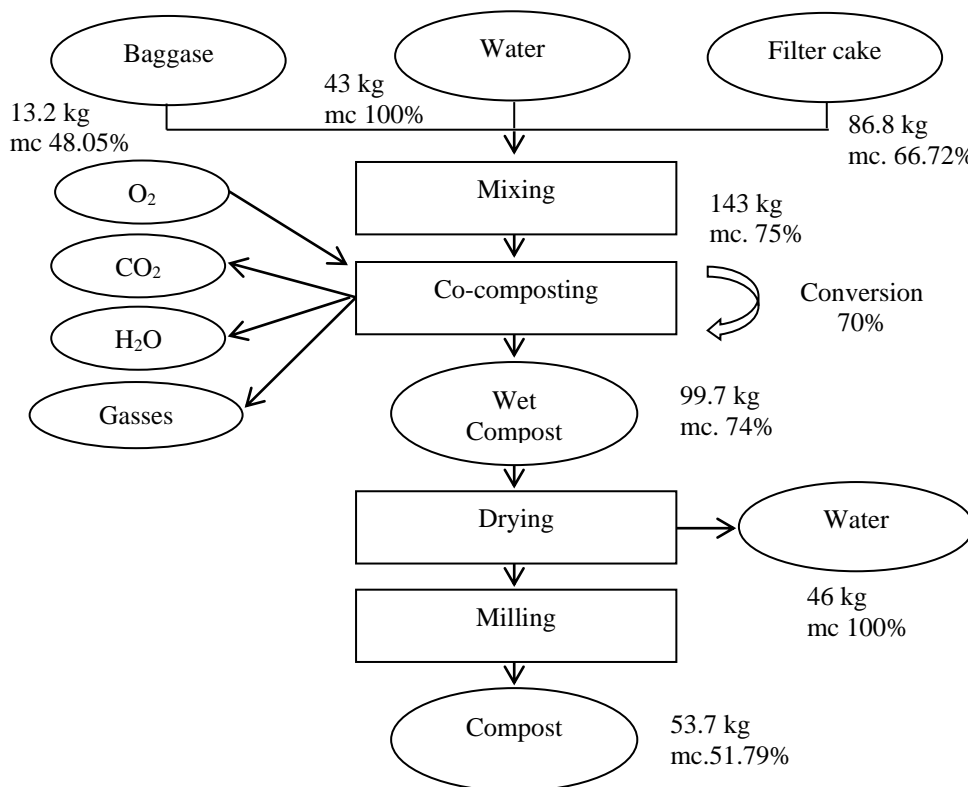 Baggase
Water
Filter cake
13.2 kg
mc 48.05%
43 kg
mc 100%
86.8 kg
mc. 66.72%
O₂
Mixing
143 kg
mc. 75%
CO₂
Co-composting
Conversion
70%
H₂O
Gasses
Wet
Compost
99.7 kg
mc. 74%
Drying
Water
46 kg
mc 100%
Milling
Compost
53.7 kg
mc.51.79%